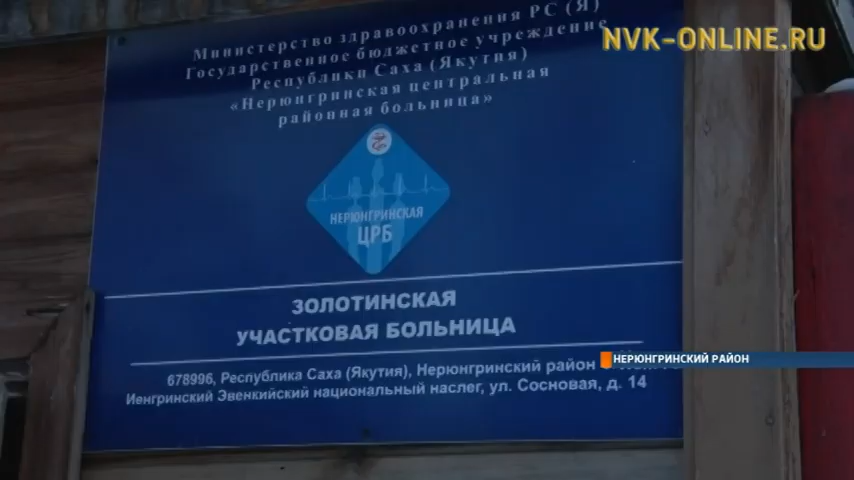 NVK-ONLINE.RU
Министерство здравоохранения РС (Я)
Государственное бюджетное учреждение
Республики Саха (Якутия)
«Нерюнгринская центральная
районная больница»
НЕРЮНГРИНСКАЯ
ЦРБ
ЗОЛОТИНСКАЯ
УЧАСТКОВАЯ БОЛЬНИЦА
НЕРЮНГРИНСКИЙ РАЙОН
678996, Республика Саха (Якутия), Нерюнгринский район
Иенгринский Эвенкийский национальный наслег, ул. Сосновая, д. 14